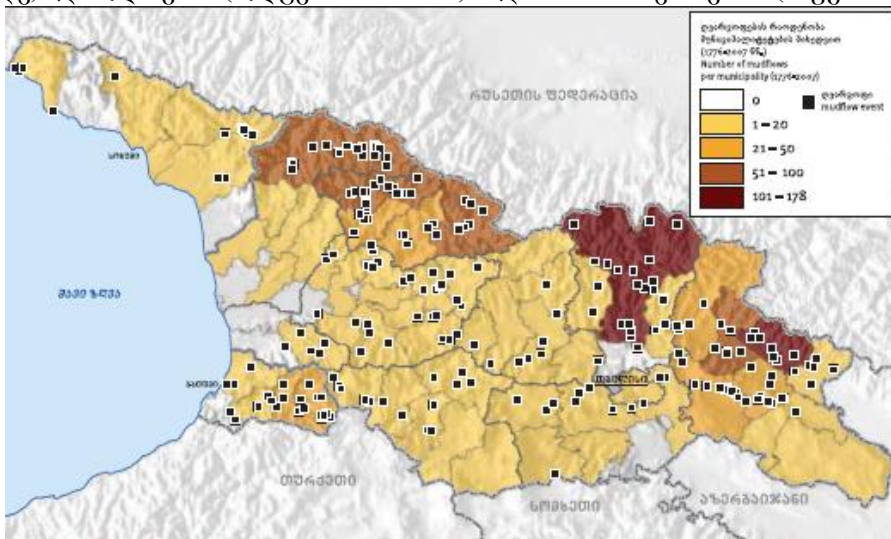 ღვარცოფების რაოდენობა
მუნიციპალიტეტების მიხედვით
(1776-2007 წწ.)
Number of mudflows
per municipality (1776-2007)
0
1 – 20
21 – 50
51 – 100
101 – 178
ღვარცოფი
mudflow event
რუსეთის ფედერაცია
სოხუმი
შავი ზღვა
ბათუმი
თბილისი
თურქეთი
სომხეთი
აზერბაიჯანი